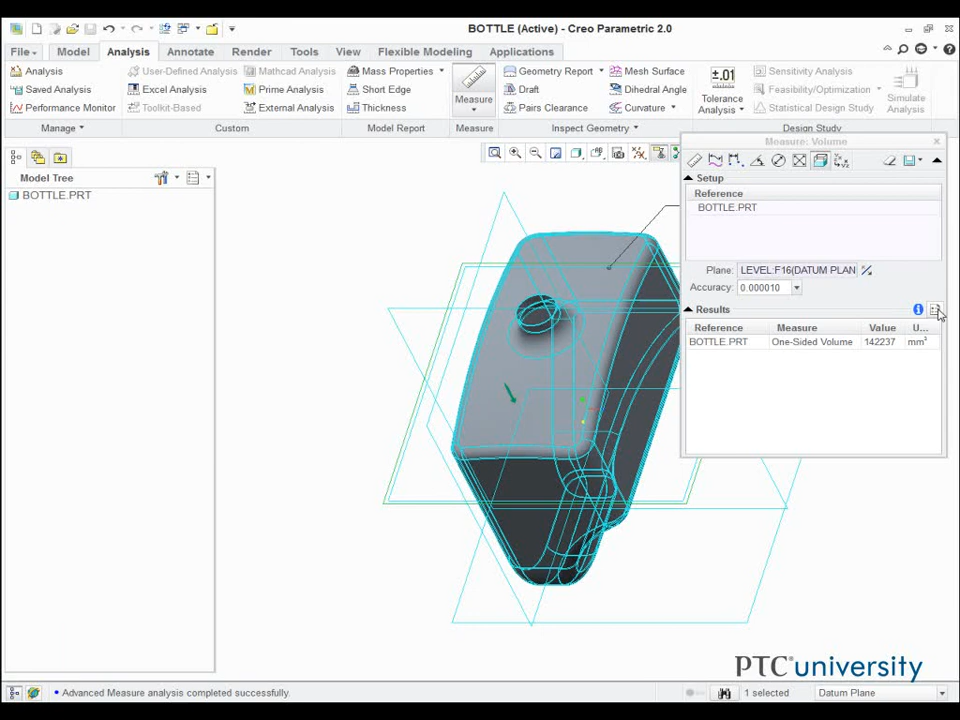 BOTTLE (Active) - Creo Parametric 2.0
File Model Analysis Annotate Render Tools View Flexible Modeling Applications
Analysis User-Defined Analysis Mathcad Analysis Mass Properties Geometry Report Mesh Surface Sensitivity Analysis
Saved Analysis Excel Analysis Prime Analysis Short Edge Measure Draft Dihedral Angle Tolerance Analysis Feasibility/Optimization Simulate Analysis
Performance Monitor Toolkit-Based External Analysis Thickness Pairs Clearance Curvature Statistical Design Study
±.01
Manage Custom Model Report Measure Inspect Geometry Design Study
Measure: Volume
Model Tree
BOTTLE.PRT
Setup
Reference
BOTTLE.PRT
Plane: LEVEL:F16(DATUM PLAN
Accuracy: 0.000010
Results
Reference Measure Value U...
BOTTLE.PRT One-Sided Volume 142237 mm³
PTC university
Advanced Measure analysis completed successfully.
1 selected Datum Plane